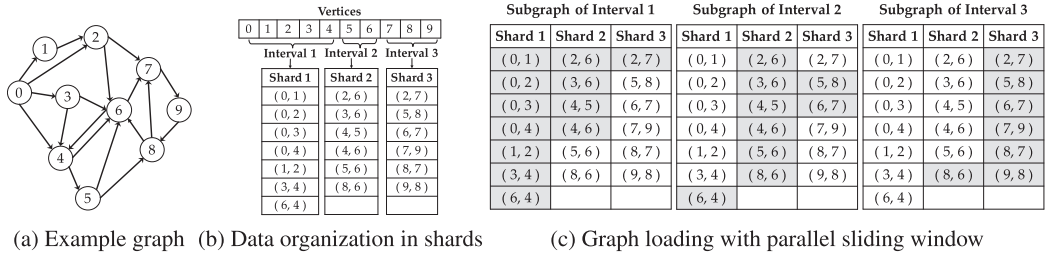 0
1
2
3
4
5
6
7
8
9
(a) Example graph
Vertices
0 1 2 3 4 5 6 7 8 9
Interval 1 Interval 2 Interval 3
Shard 1 Shard 2 Shard 3
( 0, 1 ) ( 2, 6 ) ( 2, 7 )
( 0, 2 ) ( 3, 6 ) ( 5, 8 )
( 0, 3 ) ( 4, 5 ) ( 6, 7 )
( 0, 4 ) ( 4, 6 ) ( 7, 9 )
( 1, 2 ) ( 5, 6 ) ( 8, 7 )
( 3, 4 ) ( 8, 6 ) ( 9, 8 )
( 6, 4 )
(b) Data organization in shards
Subgraph of Interval 1
Shard 1 Shard 2 Shard 3
( 0, 1 ) ( 2, 6 ) ( 2, 7 )
( 0, 2 ) ( 3, 6 ) ( 5, 8 )
( 0, 3 ) ( 4, 5 ) ( 6, 7 )
( 0, 4 ) ( 4, 6 ) ( 7, 9 )
( 1, 2 ) ( 5, 6 ) ( 8, 7 )
( 3, 4 ) ( 8, 6 ) ( 9, 8 )
( 6, 4 )
Subgraph of Interval 2
Shard 1 Shard 2 Shard 3
( 0, 1 ) ( 2, 6 ) ( 2, 7 )
( 0, 2 ) ( 3, 6 ) ( 5, 8 )
( 0, 3 ) ( 4, 5 ) ( 6, 7 )
( 0, 4 ) ( 4, 6 ) ( 7, 9 )
( 1, 2 ) ( 5, 6 ) ( 8, 7 )
( 3, 4 ) ( 8, 6 ) ( 9, 8 )
( 6, 4 )
Subgraph of Interval 3
Shard 1 Shard 2 Shard 3
( 0, 1 ) ( 2, 6 ) ( 2, 7 )
( 0, 2 ) ( 3, 6 ) ( 5, 8 )
( 0, 3 ) ( 4, 5 ) ( 6, 7 )
( 0, 4 ) ( 4, 6 ) ( 7, 9 )
( 1, 2 ) ( 5, 6 ) ( 8, 7 )
( 3, 4 ) ( 8, 6 ) ( 9, 8 )
( 6, 4 )
(c) Graph loading with parallel sliding window